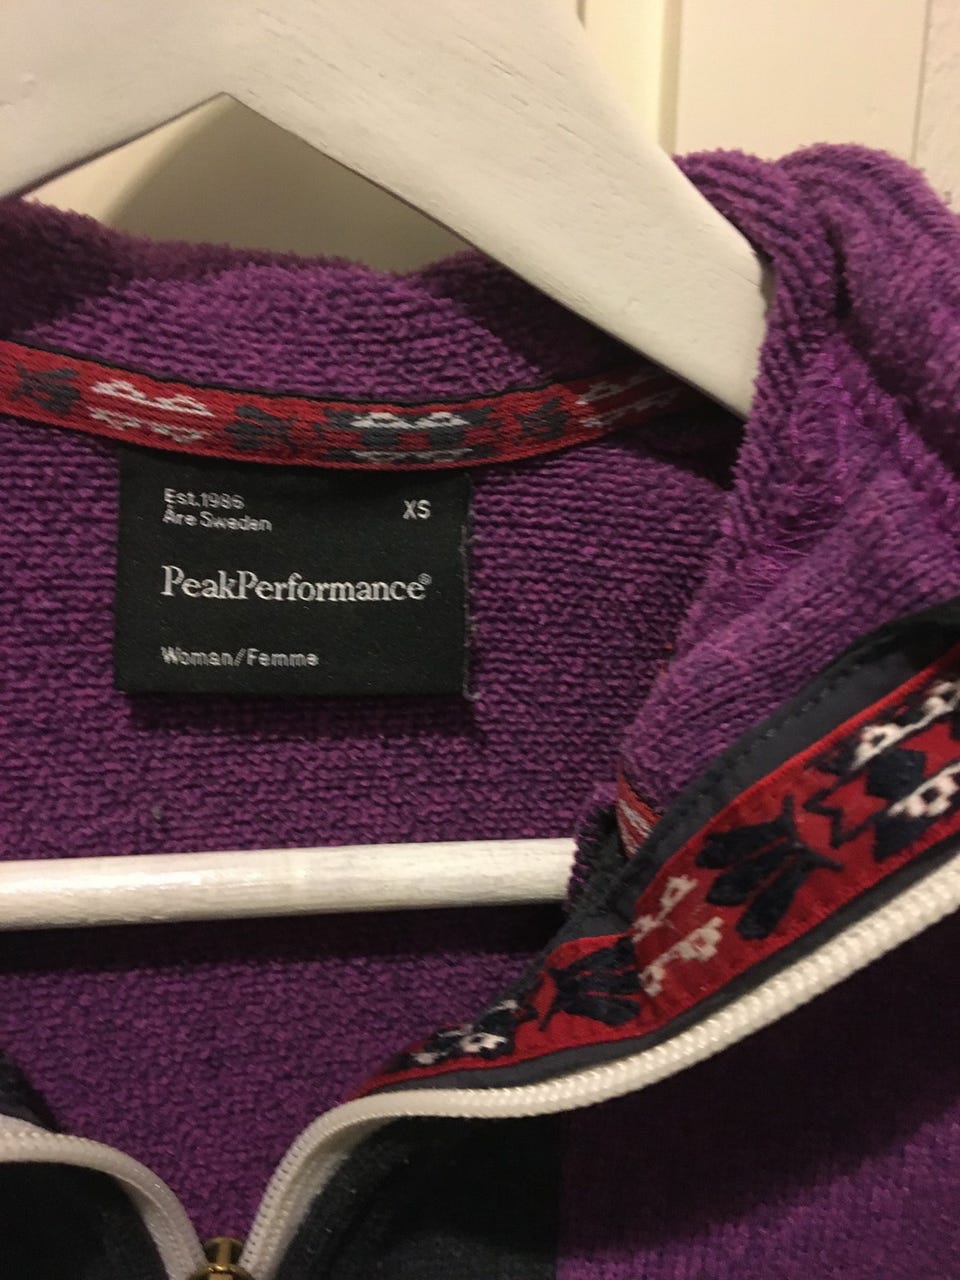 Est.1986
XS
Åre Sweden
PeakPerformance®
Woman/Femme